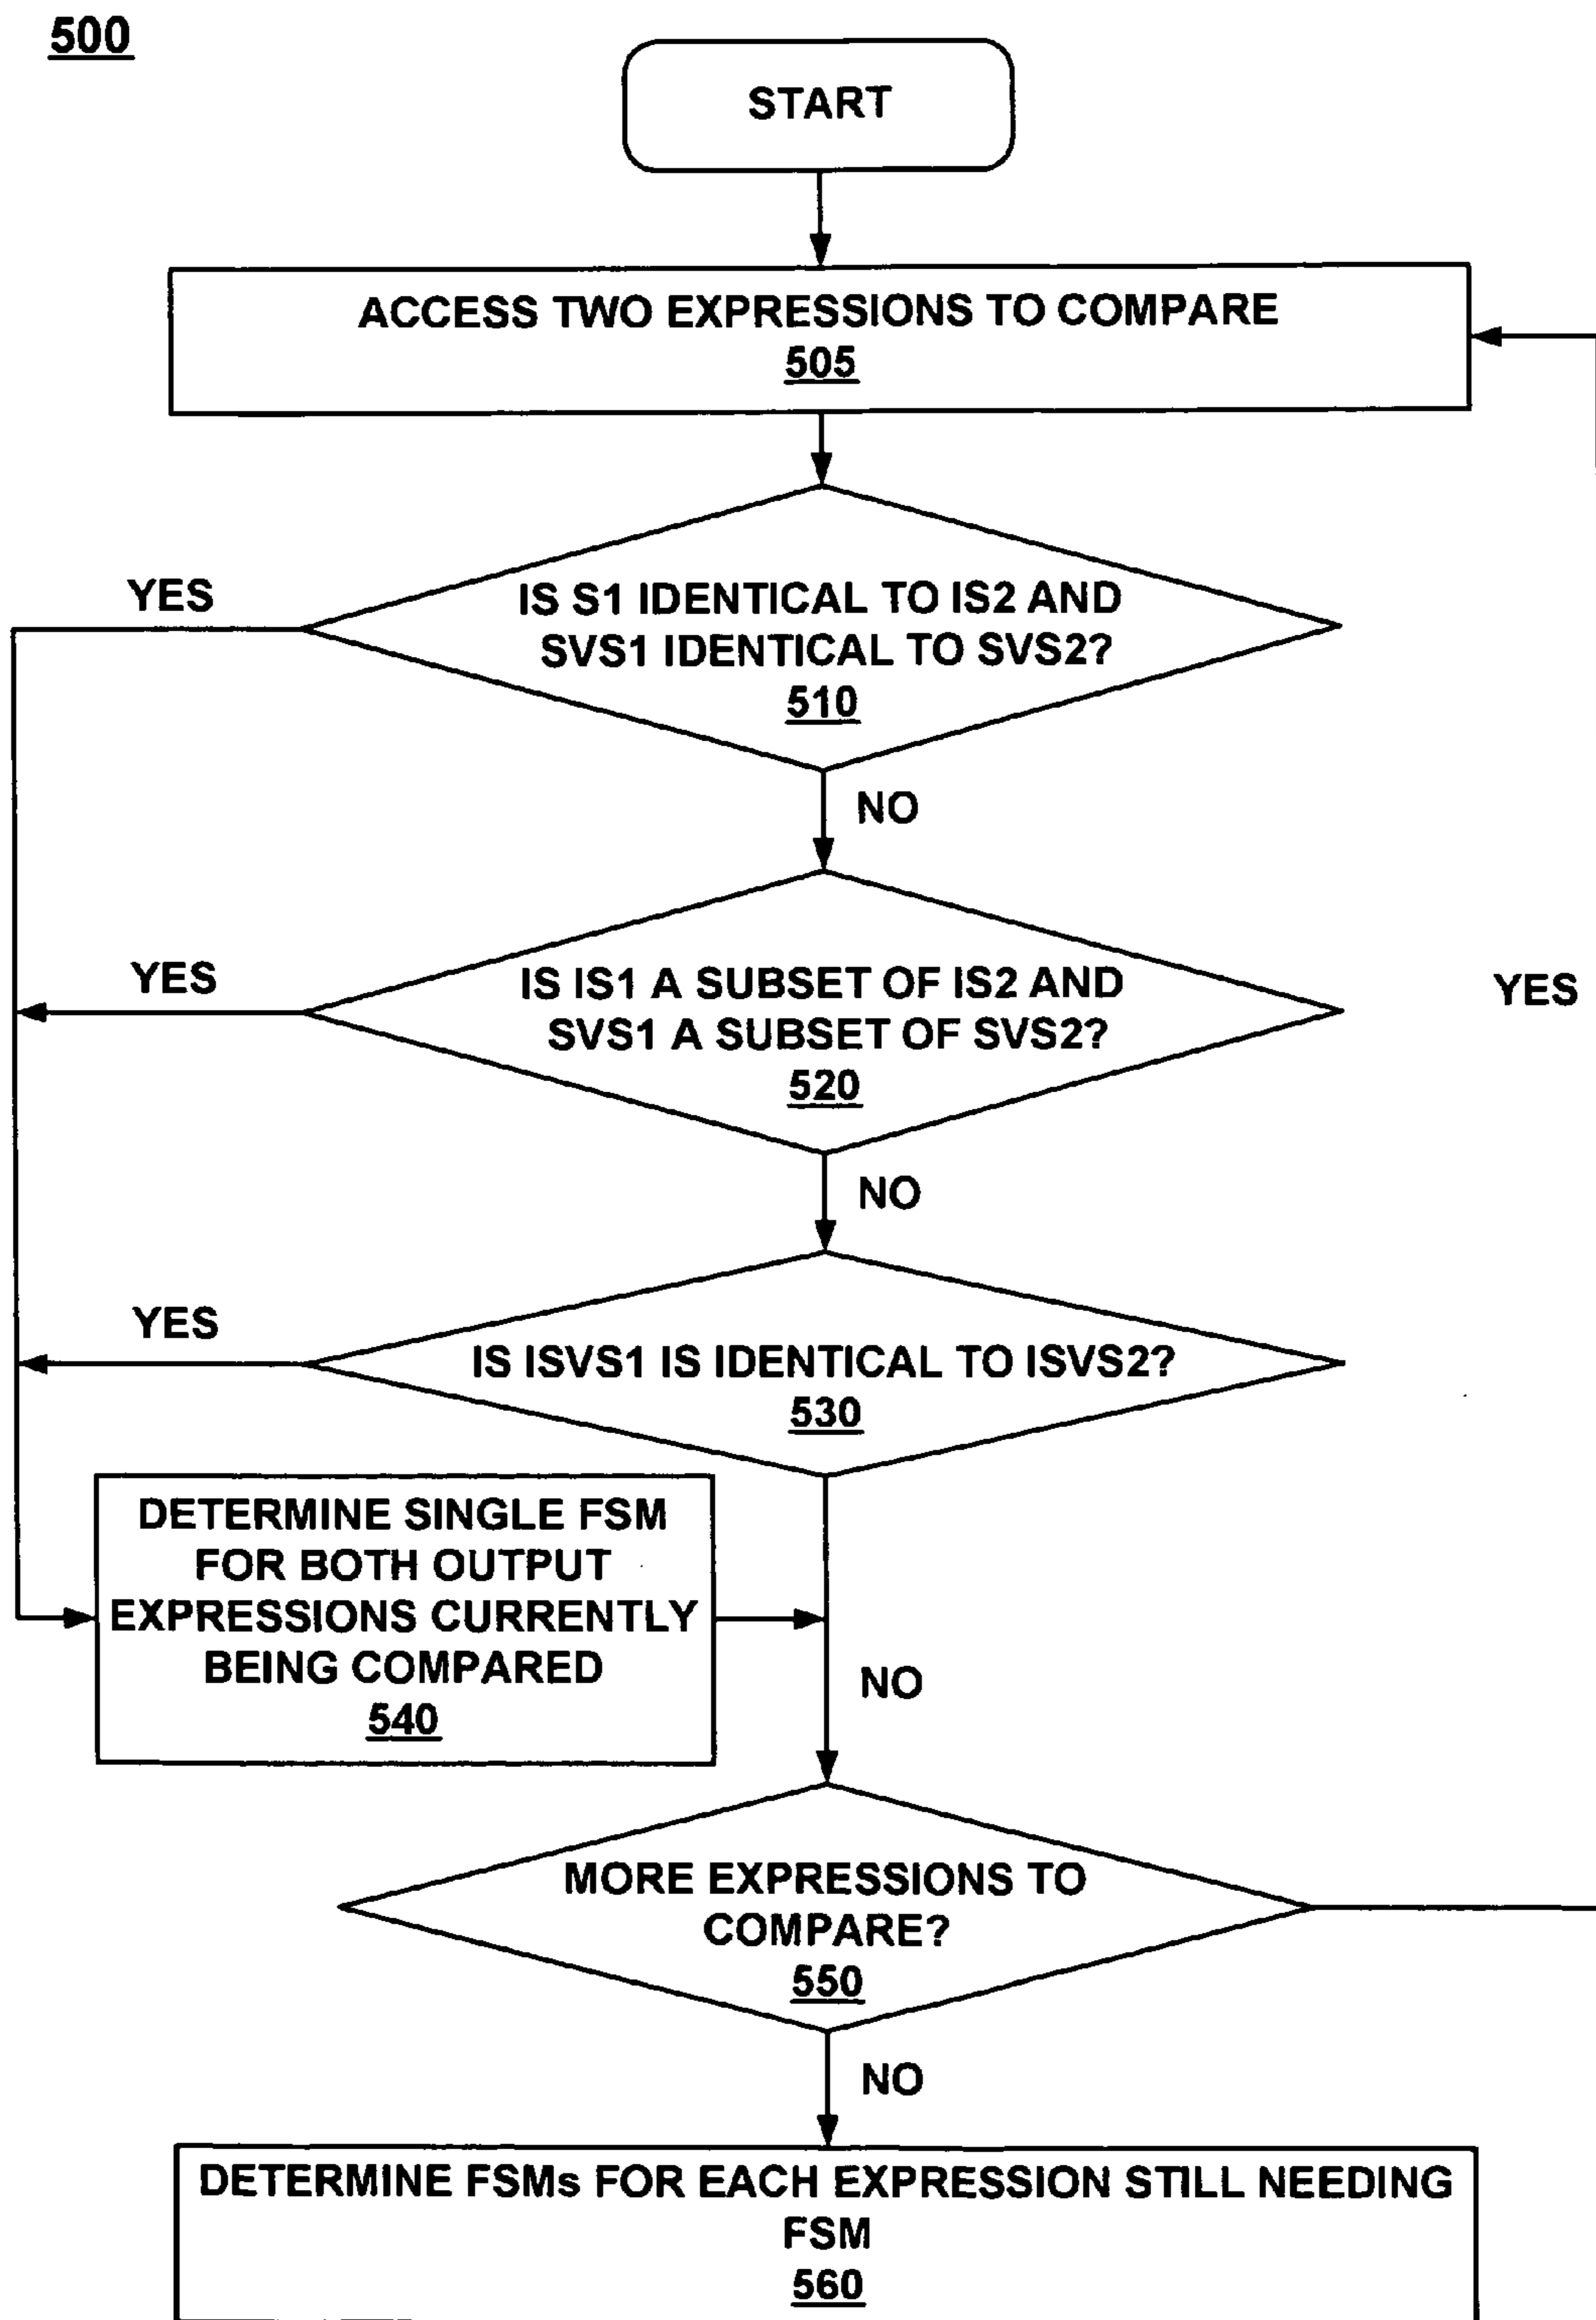 500
START
ACCESS TWO EXPRESSIONS TO COMPARE
505
YES
IS S1 IDENTICAL TO IS2 AND
SVS1 IDENTICAL TO SVS2?
510
NO
YES
IS IS1 A SUBSET OF IS2 AND
SVS1 A SUBSET OF SVS2?
520
YES
NO
YES
IS ISVS1 IS IDENTICAL TO ISVS2?
530
DETERMINE SINGLE FSM
FOR BOTH OUTPUT
EXPRESSIONS CURRENTLY
BEING COMPARED
540
NO
MORE EXPRESSIONS TO
COMPARE?
550
NO
DETERMINE FSMs FOR EACH EXPRESSION STILL NEEDING
FSM
560